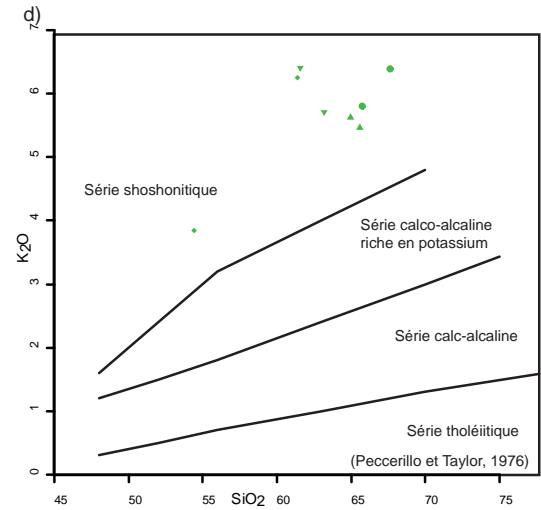 d)
7
6
5
4
3
2
1
0
K2O
Série shoshonitique
Série calco-alcaline
riche en potassium
Série calc-alcaline
Série tholéiitique
(Peccerillo et Taylor, 1976)
45 50 55 SiO2 60 65 70 75